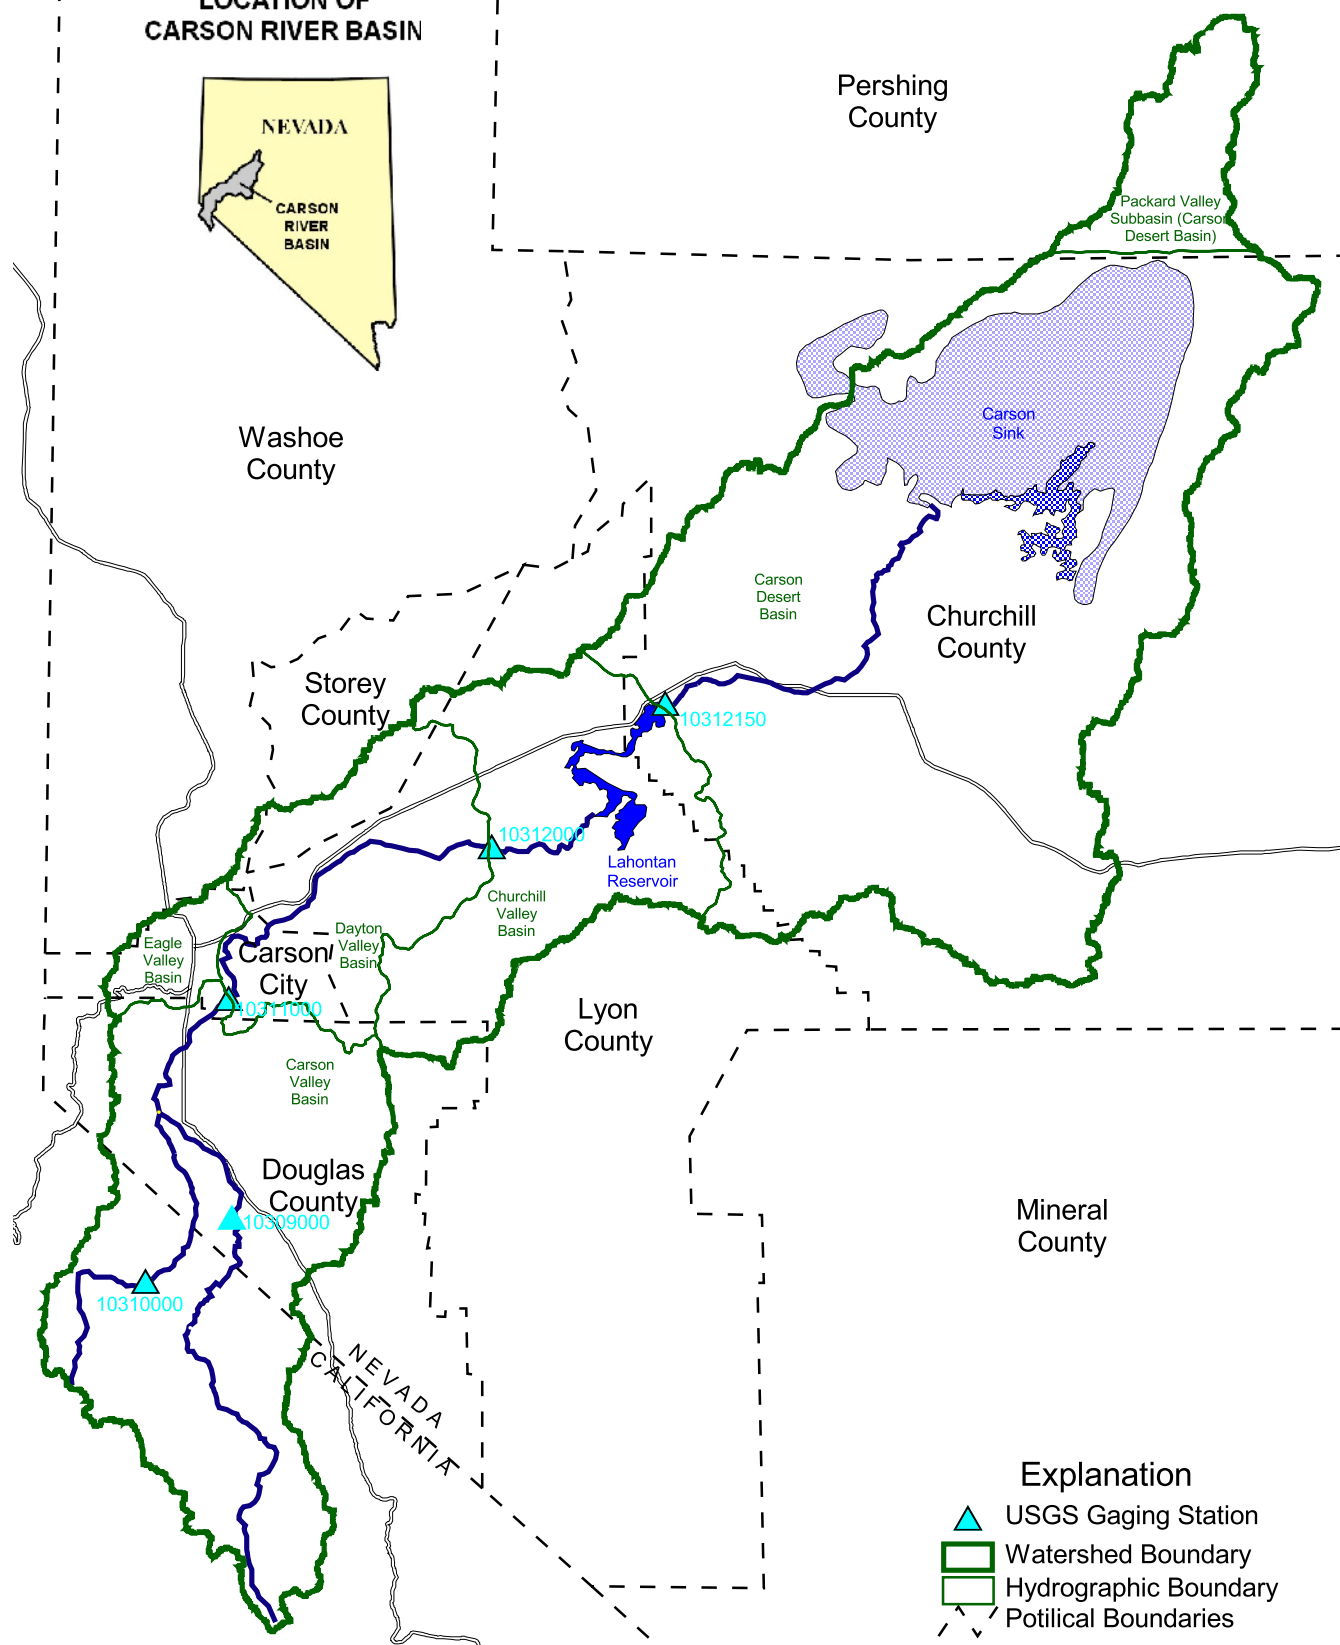 LOCATION OF
CARSON RIVER BASIN
NEVADA
CARSON
RIVER
BASIN
Pershing
County
Packard Valley
Subbasin (Carson
Desert Basin)
Carson
Sink
Washoe
County
Carson
Desert
Basin
Churchill
County
Storey
County
10312150
10312000
Lahontan
Reservoir
Churchill
Valley
Basin
Dayton
Valley
Basin
Eagle
Valley
Basin
Carson
City
10311000
Lyon
County
Carson
Valley
Basin
Douglas
County
10309000
Mineral
County
10310000
NEVADA
CALIFORNIA
Explanation
USGS Gaging Station
Watershed Boundary
Hydrographic Boundary
Potilical Boundaries